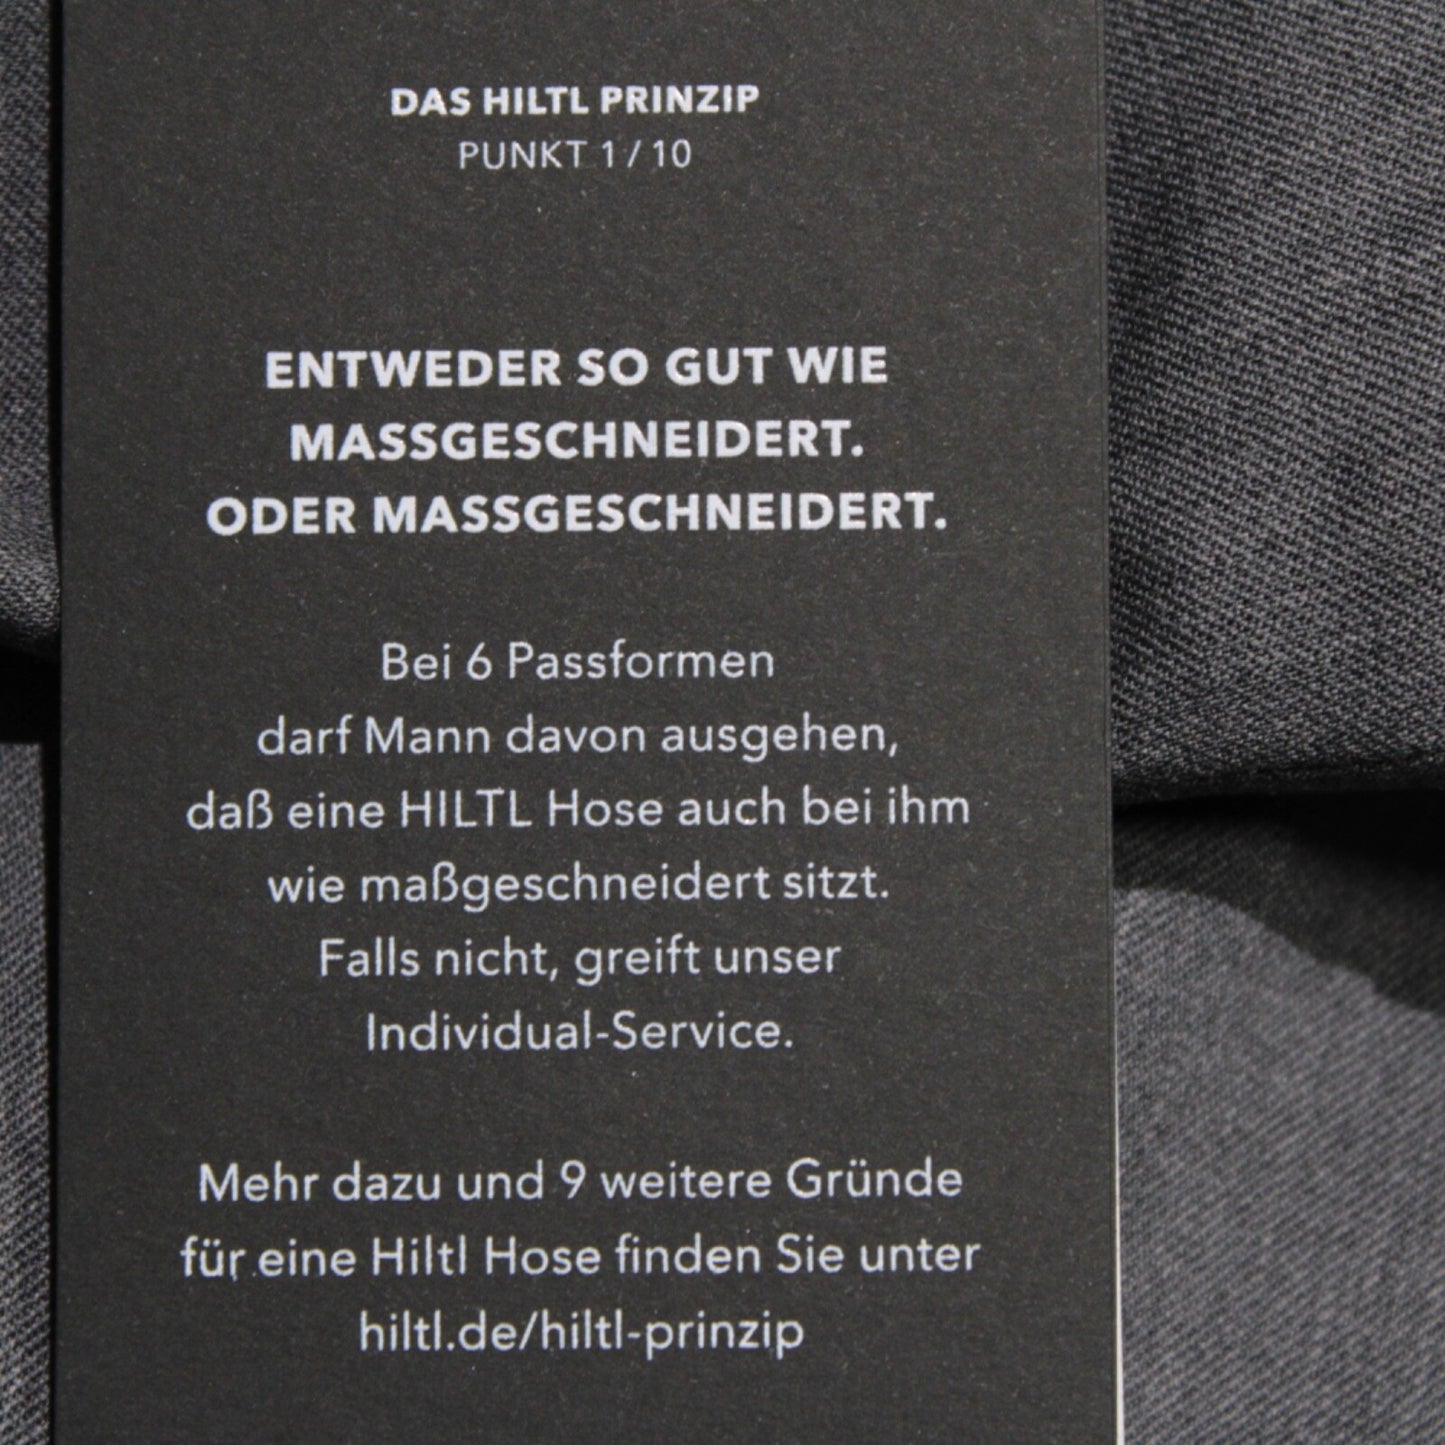 DAS HILTL PRINZIP
PUNKT 1 / 10
ENTWEDER SO GUT WIE
MASSGESCHNEIDERT.
ODER MASSGESCHNEIDERT.
Bei 6 Passformen
darf Mann davon ausgehen,
daß eine HILTL Hose auch bei ihm
wie maßgeschneidert sitzt.
Falls nicht, greift unser
Individual-Service.
Mehr dazu und 9 weitere Gründe
für eine Hiltl Hose finden Sie unter
hiltl.de/hiltl-prinzip